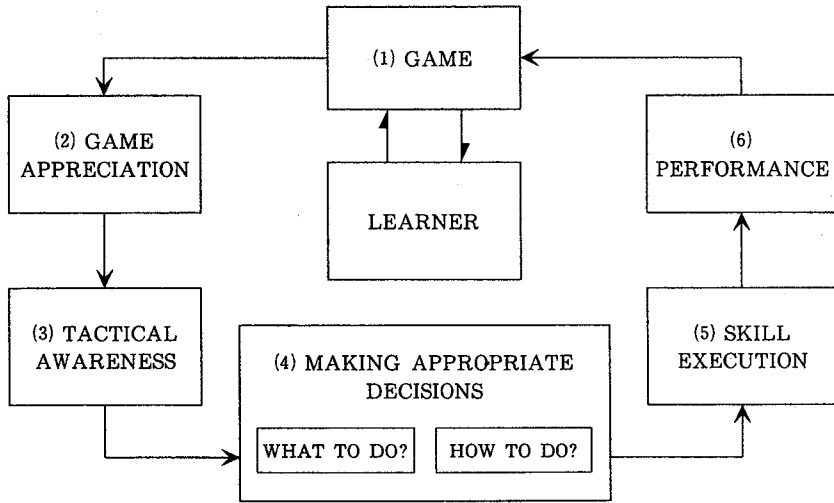 (1) GAME
(2) GAME
APPRECIATION
LEARNER
(6)
PERFORMANCE
(3) TACTICAL
AWARENESS
(4) MAKING APPROPRIATE
DECISIONS
WHAT TO DO?
HOW TO DO?
(5) SKILL
EXECUTION